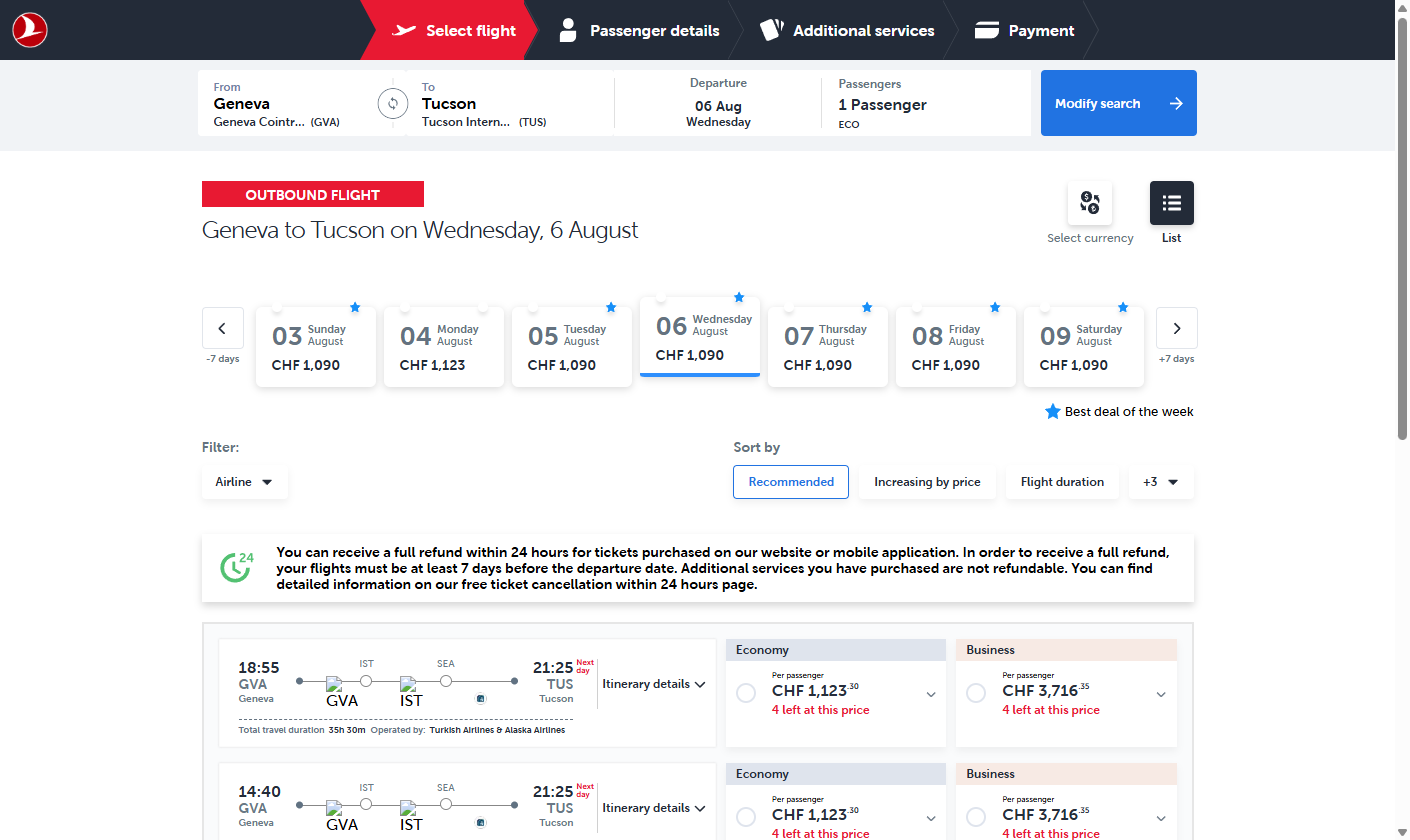 Select flight
Passenger details
Additional services
Payment
From
Geneva
Geneva Cointr... (GVA)
To
Tucson
Tucson Intern... (TUS)
Departure
06 Aug
Wednesday
Passengers
1 Passenger
ECO
Modify search
OUTBOUND FLIGHT
Geneva to Tucson on Wednesday, 6 August
Select currency
List
-7 days
03 Sunday August
CHF 1,090
04 Monday August
CHF 1,123
05 Tuesday August
CHF 1,090
06 Wednesday August
CHF 1,090
07 Thursday August
CHF 1,090
08 Friday August
CHF 1,090
09 Saturday August
CHF 1,090
+7 days
Best deal of the week
Filter:
Airline
Sort by
Recommended
Increasing by price
Flight duration
+3
24
You can receive a full refund within 24 hours for tickets purchased on our website or mobile application. In order to receive a full refund,
your flights must be at least 7 days before the departure date. Additional services you have purchased are not refundable. You can find
detailed information on our free ticket cancellation within 24 hours page.
18:55
GVA
Geneva
IST
SEA
GVA
IST
21:25 Next day
TUS
Tucson
Itinerary details
Total travel duration 35h 30m Operated by: Turkish Airlines & Alaska Airlines
Economy
Per passenger
CHF 1,123.30
4 left at this price
Business
Per passenger
CHF 3,716.35
4 left at this price
14:40
GVA
Geneva
IST
SEA
GVA
IST
21:25 Next day
TUS
Tucson
Itinerary details
Economy
Per passenger
CHF 1,123.30
4 left at this price
Business
Per passenger
CHF 3,716.35
4 left at this price